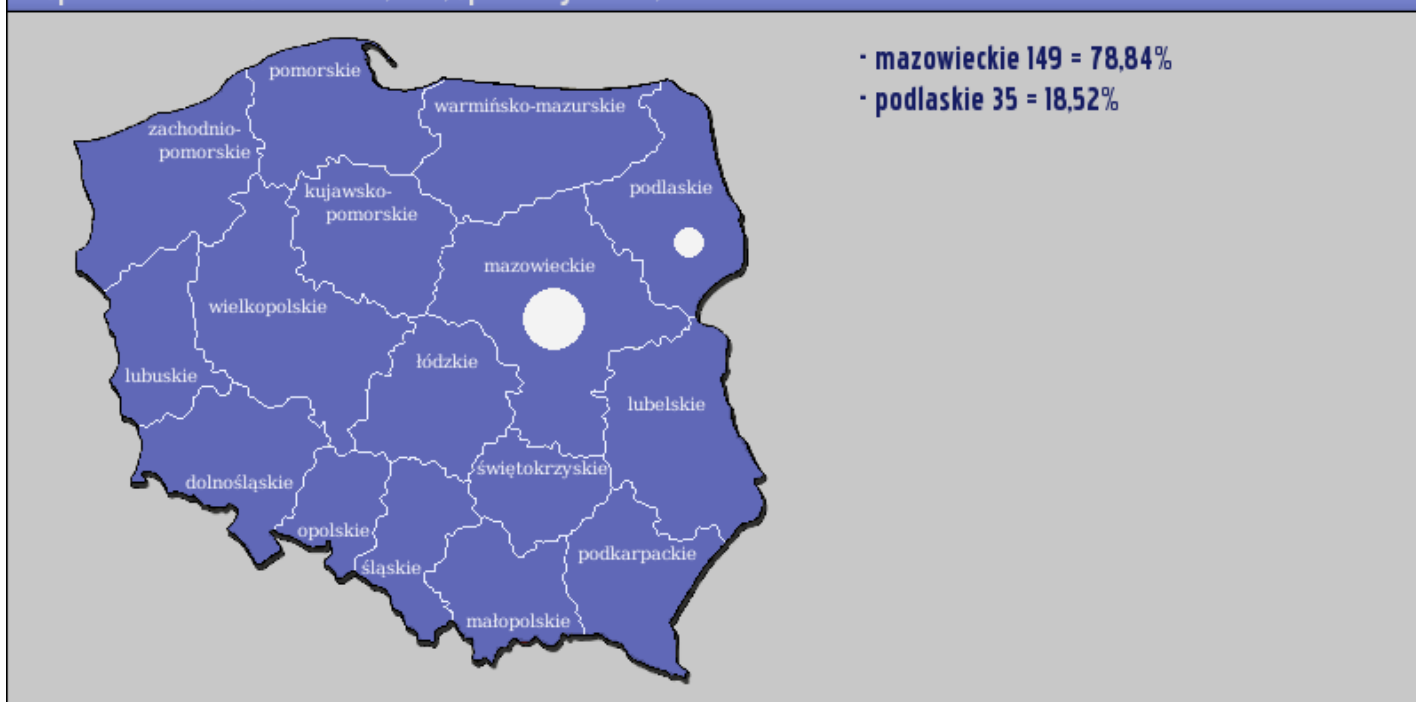 pomorskie
warmińsko-mazurskie
zachodnio-
pomorskie
kujawsko-
pomorskie
podlaskie
mazowieckie
wielkopolskie
łódzkie
lubuskie
lubelskie
świętokrzyskie
dolnośląskie
opolskie
podkarpackie
śląskie
małopolskie
- mazowieckie 149 = 78,84%
- podlaskie 35 = 18,52%